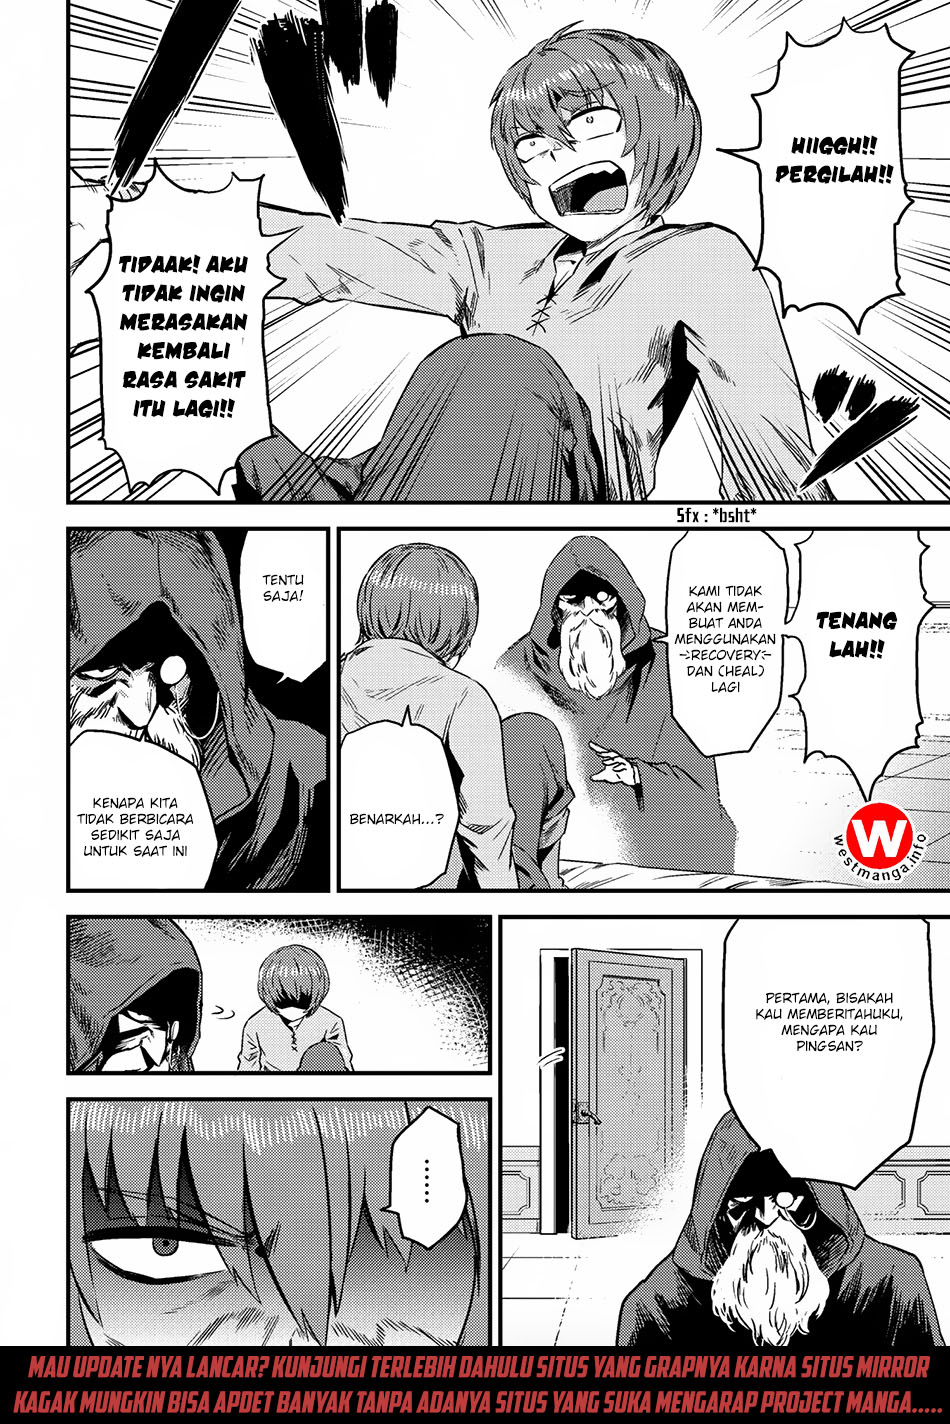 HIIGGH!!
PERGILAH!!
TIDAAK! AKU
TIDAK INGIN
MERASAKAN
KEMBALI
RASA SAKIT
ITU LAGI!!
Sfx : *bsht*
TENANG
LAH!!
KAMI TIDAK
AKAN MEM-
BUAT ANDA
MENGGUNAKAN
-:RECOVERY:-
DAN (HEAL)
LAGI
BENARKAH...?
TENTU
SAJA!
KENAPA KITA
TIDAK BERBICARA
SEDIKIT SAJA
UNTUK SAAT INI
W
westmanga.info
PERTAMA, BISAKAH
KAU MEMBERITAHUKU,
MENGAPA KAU
PINGSAN?
.......
MAU UPDATE NYA LANCAR? KUNJUNGI TERLEBIH DAHULU SITUS YANG GRAPNYA KARNA SITUS MIRROR
KAGAK MUNGKIN BISA APDET BANYAK TANPA ADANYA SITUS YANG SUKA MENGARAP PROJECT MANGA.....